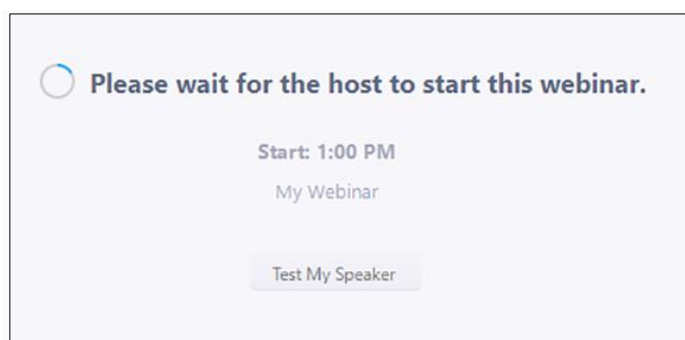 Please wait for the host to start this webinar.
Start: 1:00 PM
My Webinar
Test My Speaker